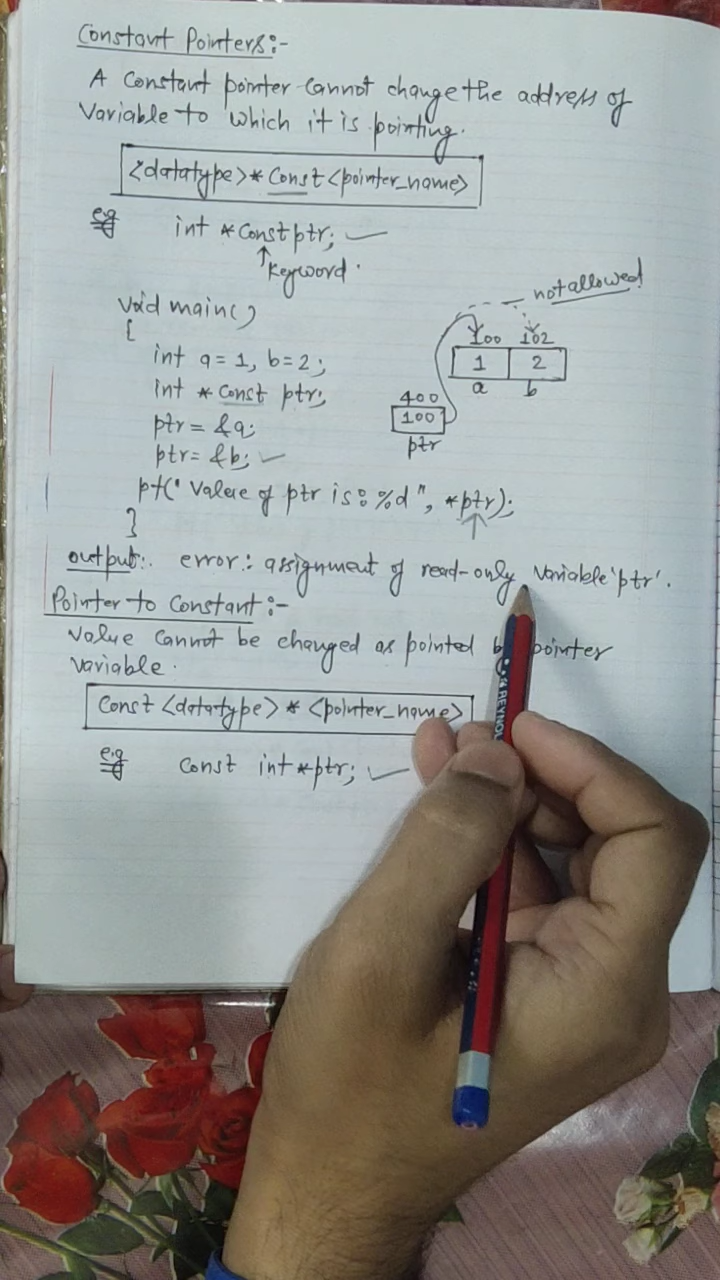 Constant Pointers:-
A Constant pointer cannot change the address of
Variable to which it is pointing.
<datatype>* Const <pointer_name>
eg int *Const ptr;
Keyword.
Void main()
{
int a = 1, b = 2;
int * Const ptr;
ptr = &a;
ptr = &b;
pf(" Value of ptr is: %d", *ptr);
}
not allowed
100 102
1 2
a b
400
100
ptr
output:. error: assignment of read-only Variable 'ptr'.
Pointer to Constant:-
Value Cannot be changed as pointed by pointer
Variable.
Const <datatype> * <pointer_name>
e.g Const int *ptr;
REYNOL